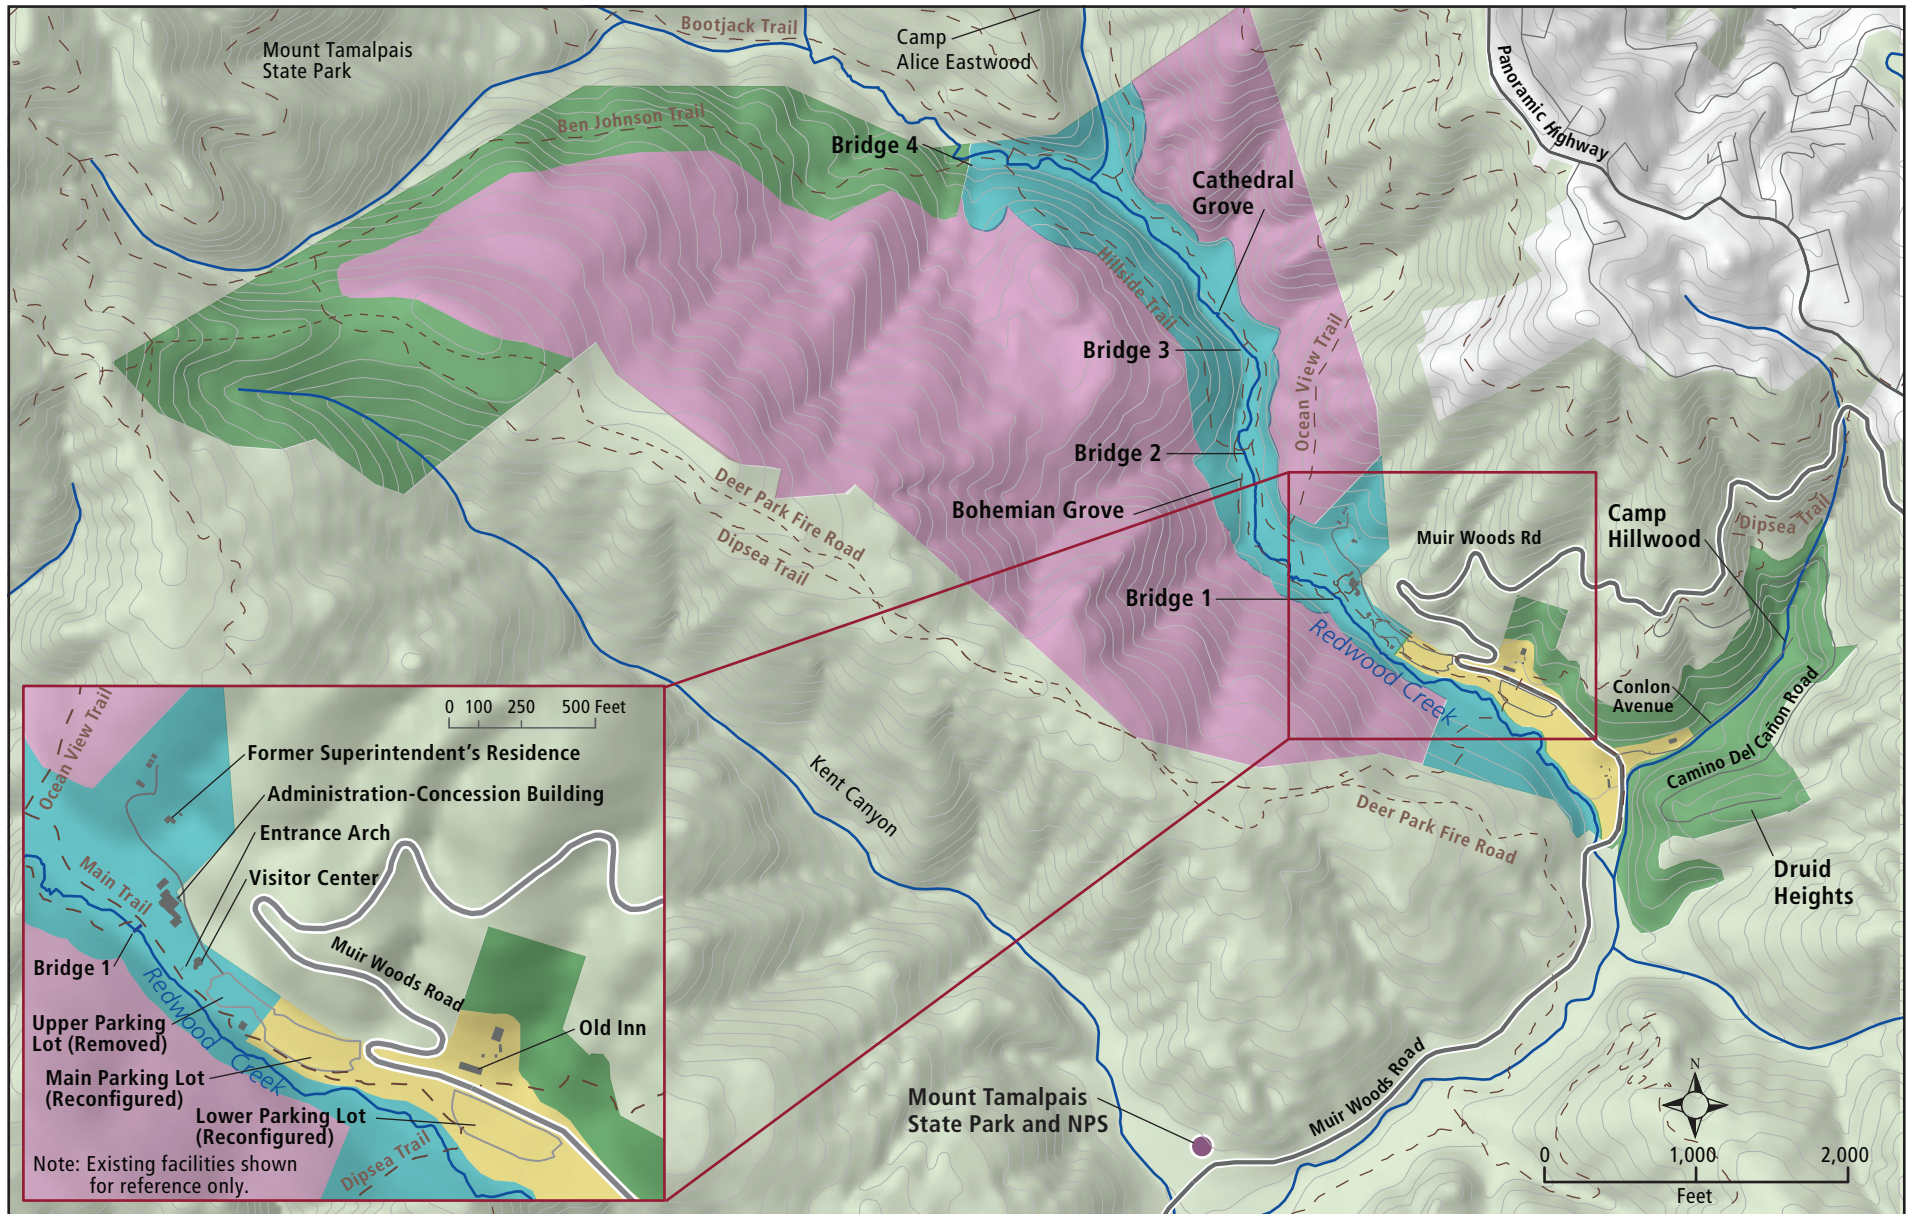 Mount Tamalpais
State Park
Bootjack Trail
Camp
Alice Eastwood
Panoramic Highway
Ben Johnson Trail
Bridge 4
Cathedral
Grove
Hillside Trail
Bridge 3
Ocean View Trail
Bridge 2
Bohemian Grove
Deer Park Fire Road
Dipsea Trail
Muir Woods Rd
Camp
Hillwood
Dipsea Trail
Bridge 1
Redwood Creek
Conlon
Avenue
Camino Del Cañon Road
Kent Canyon
Deer Park Fire Road
Druid
Heights
Mount Tamalpais
State Park and NPS
Muir Woods Road
N
0 1,000 2,000
Feet
0 100 250 500 Feet
Ocean View Trail
Former Superintendent's Residence
Administration-Concession Building
Entrance Arch
Visitor Center
Main Trail
Muir Woods Road
Bridge 1
Redwood Creek
Upper Parking
Lot (Removed)
Old Inn
Main Parking Lot
(Reconfigured)
Lower Parking Lot
(Reconfigured)
Dipsea Trail
Note: Existing facilities shown
for reference only.